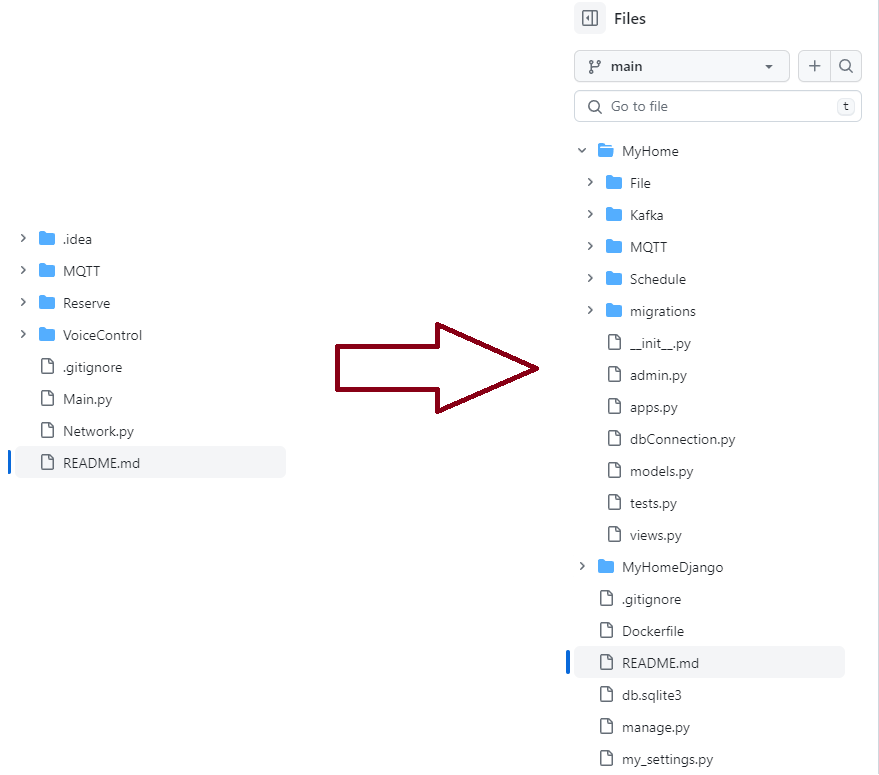 .idea
MQTT
Reserve
VoiceControl
.gitignore
Main.py
Network.py
README.md
Files
main
Go to file
t
MyHome
File
Kafka
MQTT
Schedule
migrations
__init__.py
admin.py
apps.py
dbConnection.py
models.py
tests.py
views.py
MyHomeDjango
.gitignore
Dockerfile
README.md
db.sqlite3
manage.py
my_settings.py